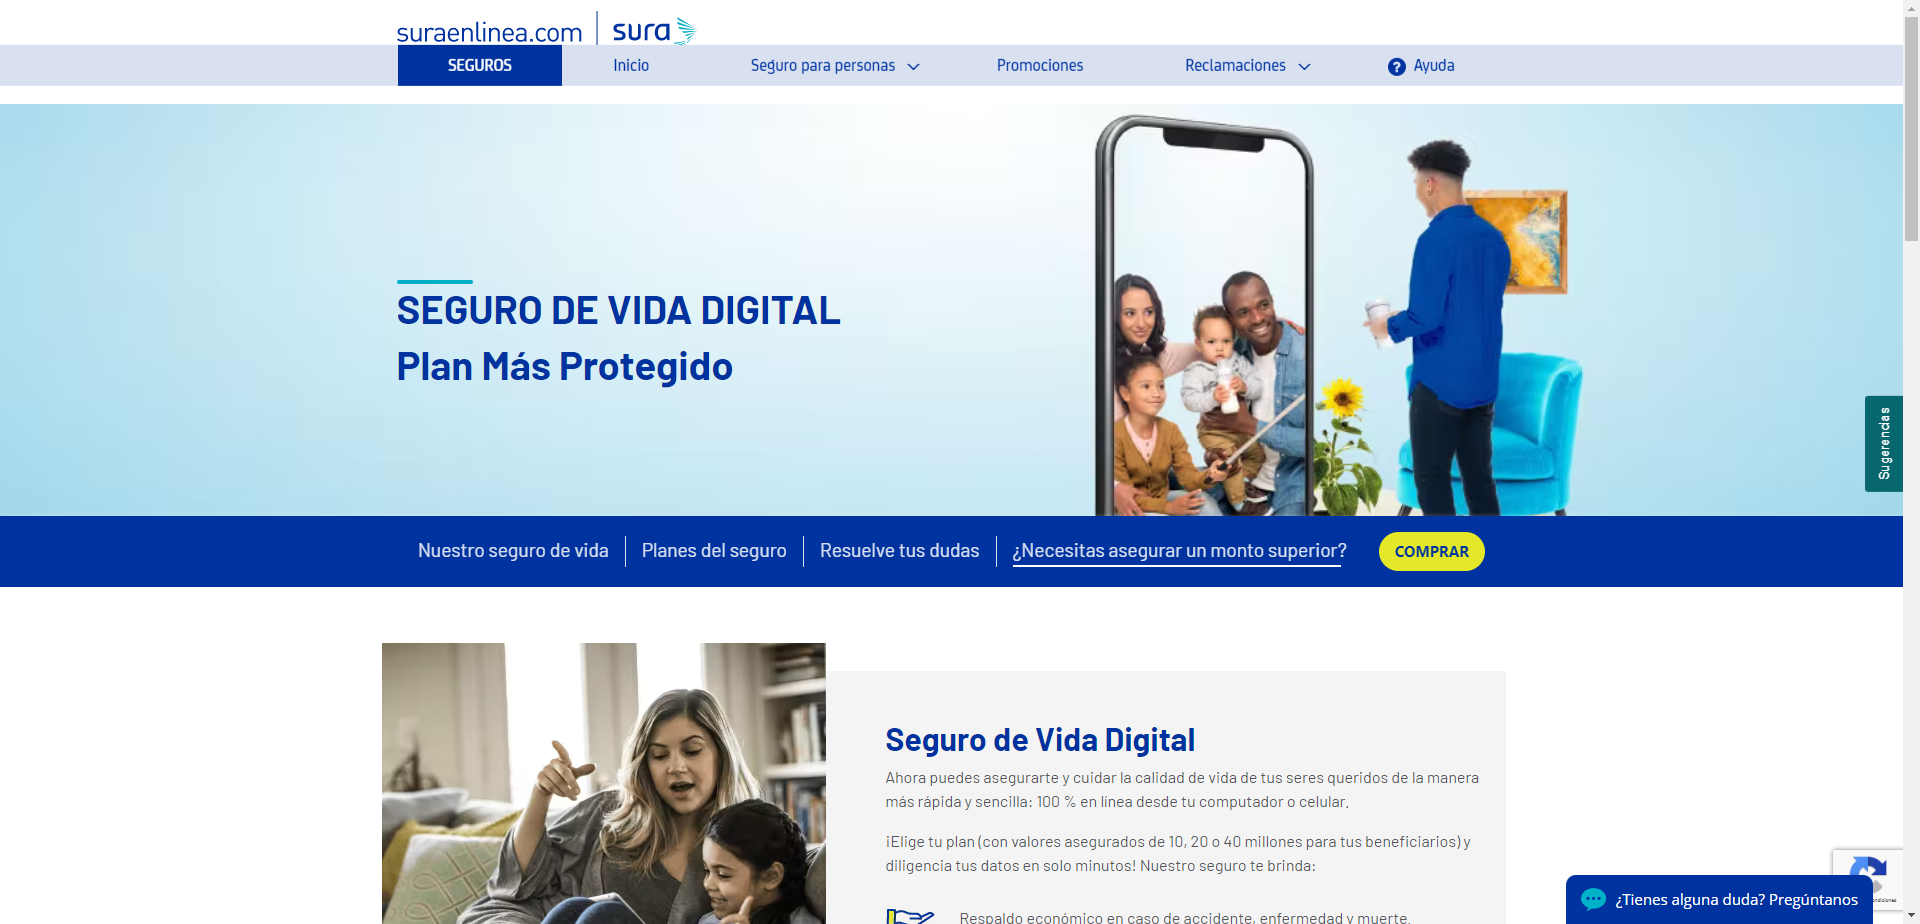 suraenlinea.com
sura
SEGUROS
Inicio
Seguro para personas
Promociones
Reclamaciones
? Ayuda
SEGURO DE VIDA DIGITAL
Plan Más Protegido
Sugerencias
Nuestro seguro de vida
Planes del seguro
Resuelve tus dudas
¿Necesitas asegurar un monto superior?
COMPRAR
Seguro de Vida Digital
Ahora puedes asegurarte y cuidar la calidad de vida de tus seres queridos de la manera
más rápida y sencilla: 100 % en línea desde tu computador o celular.
¡Elige tu plan (con valores asegurados de 10, 20 o 40 millones para tus beneficiarios) y
diligencia tus datos en solo minutos! Nuestro seguro te brinda:
Respaldo económico en caso de accidente, enfermedad y muerte.
¿Tienes alguna duda? Pregúntanos